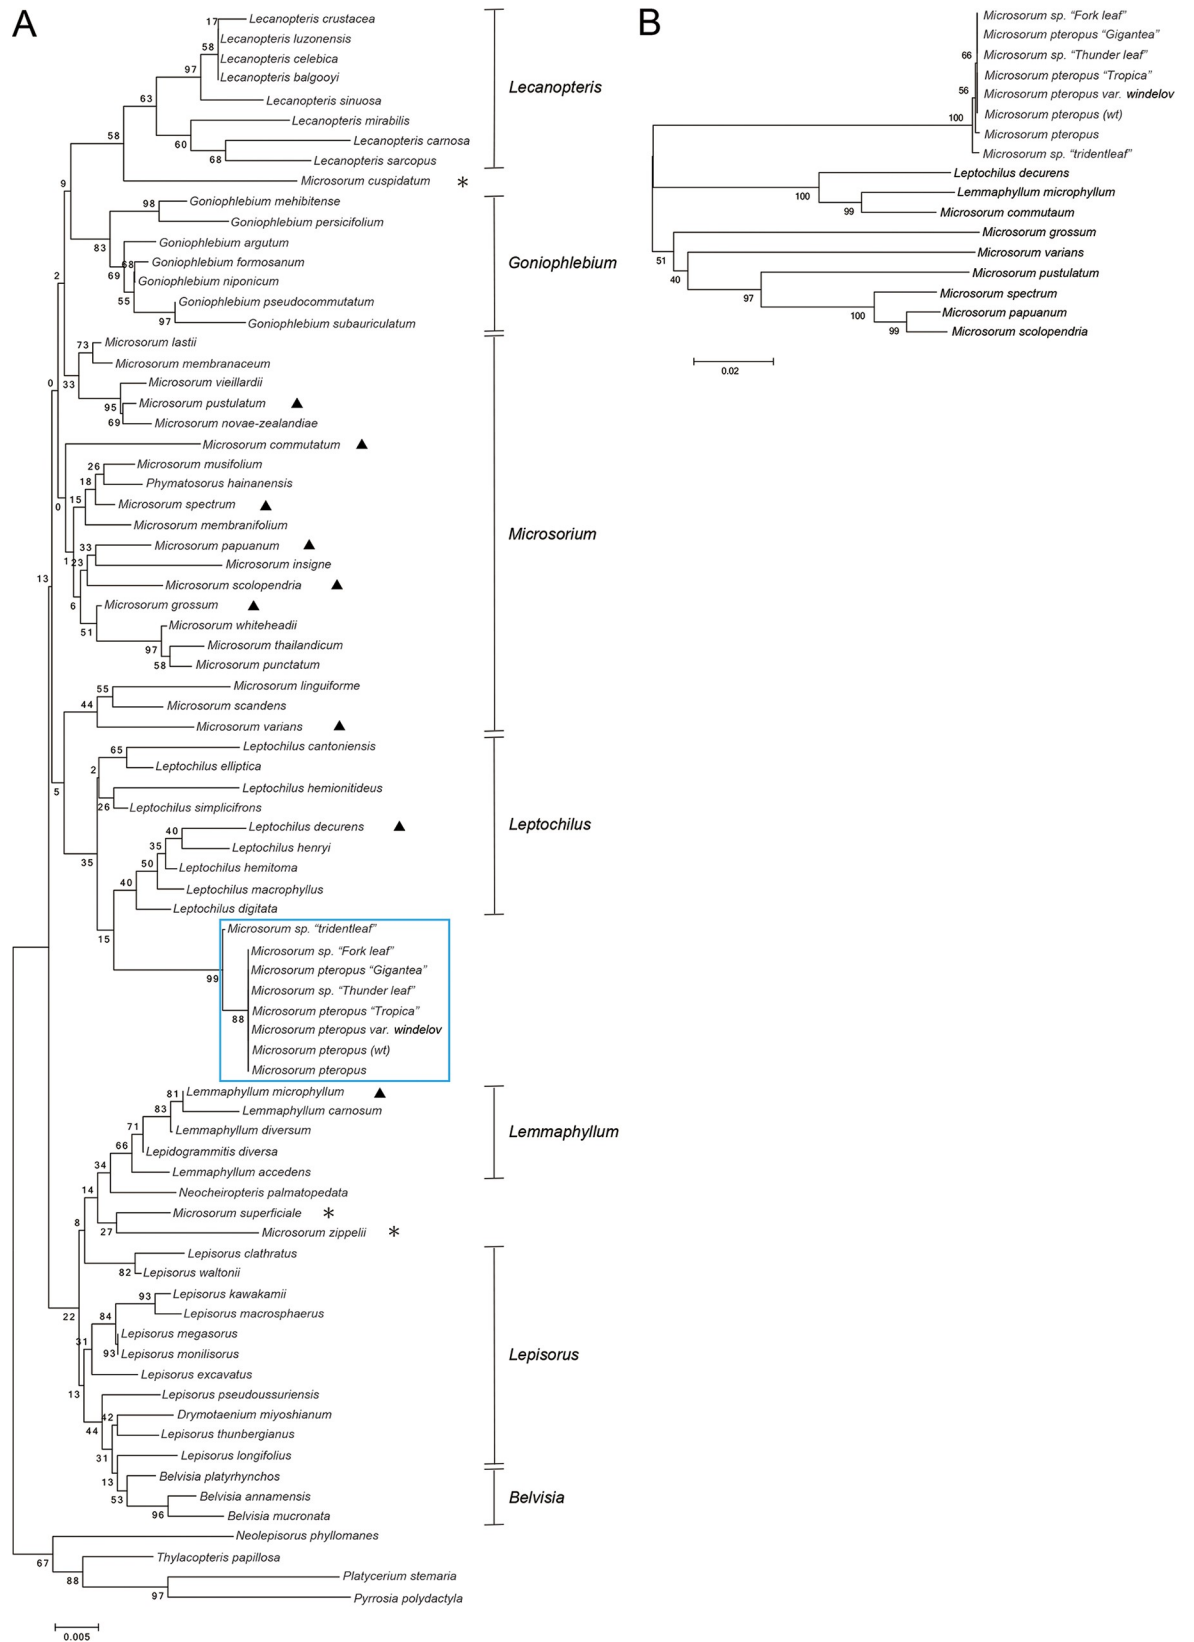 A
17
Lecanopteris crustacea
Lecanopteris luzonensis
58
Lecanopteris celebica
97
Lecanopteris balgooyi
63
Lecanopteris sinuosa
Lecanopteris mirabilis
58
60
Lecanopteris carnosa
68
Lecanopteris sarcopus
Lecanopteris
9
Microsorum cuspidatum *
98
Goniophlebium mehibitense
Goniophlebium persicifolium
83
Goniophlebium argutum
68
Goniophlebium formosanum
69
Goniophlebium niponicum
55
Goniophlebium pseudocommutatum
97
Goniophlebium subauriculatum
Goniophlebium
2
73
Microsorum lastii
Microsorum membranaceum
0
33
Microsorum vieillardii
95
Microsorum pustulatum ▲
69
Microsorum novae-zealandiae
Microsorum commutatum ▲
26
Microsorum musifolium
18
Phymatosorus hainanensis
15
Microsorum spectrum ▲
0
Microsorum membranifolium
Microsorium
33
Microsorum papuanum ▲
1
23
Microsorum insigne
13
Microsorum scolopendria ▲
6
Microsorum grossum ▲
51
Microsorum whiteheadii
97
Microsorum thailandicum
58
Microsorum punctatum
55
Microsorum linguiforme
44
Microsorum scandens
Microsorum varians ▲
65
Leptochilus cantoniensis
2
Leptochilus elliptica
5
Leptochilus hemionitideus
26
Leptochilus simplicifrons
40
Leptochilus decurens ▲
Leptochilus
35
35
Leptochilus henryi
50
Leptochilus hemitoma
40
Leptochilus macrophyllus
Leptochilus digitata
15
Microsorum sp. “tridentleaf”
Microsorum sp. “Fork leaf”
99
Microsorum pteropus “Gigantea”
Microsorum sp. “Thunder leaf”
88
Microsorum pteropus “Tropica”
Microsorum pteropus var. windelov
Microsorum pteropus (wt)
Microsorum pteropus
81
Lemmaphyllum microphyllum ▲
83
Lemmaphyllum carnosum
71
Lemmaphyllum diversum
Lemmaphyllum
66
Lepidogrammitis diversa
34
Lemmaphyllum accedens
14
Neocheiropteris palmatopedata
8
Microsorum superficiale *
27
Microsorum zippelii *
Lepisorus clathratus
82
Lepisorus waltonii
93
Lepisorus kawakamii
22
84
Lepisorus macrosphaerus
31
Lepisorus megasorus
93
Lepisorus monilisorus
Lepisorus
Lepisorus excavatus
13
Lepisorus pseudoussuriensis
42
Drymotaenium miyoshianum
44
Lepisorus thunbergianus
31
Lepisorus longifolius
13
Belvisia platyrhynchos
53
Belvisia annamensis
Belvisia
96
Belvisia mucronata
Neolepisorus phyllomanes
67
Thylacopteris papillosa
88
Platycerium stemaria
97
Pyrrosia polydactyla
0.005
B
Microsorum sp. “Fork leaf”
Microsorum pteropus “Gigantea”
66
Microsorum sp. “Thunder leaf”
Microsorum pteropus “Tropica”
56
Microsorum pteropus var. windelov
100
Microsorum pteropus (wt)
Microsorum pteropus
Microsorum sp. “tridentleaf”
Leptochilus decurens
100
Lemmaphyllum microphyllum
99
Microsorum commutaum
Microsorum grossum
51
Microsorum varians
40
Microsorum pustulatum
97
Microsorum spectrum
100
Microsorum papuanum
99
Microsorum scolopendria
0.02